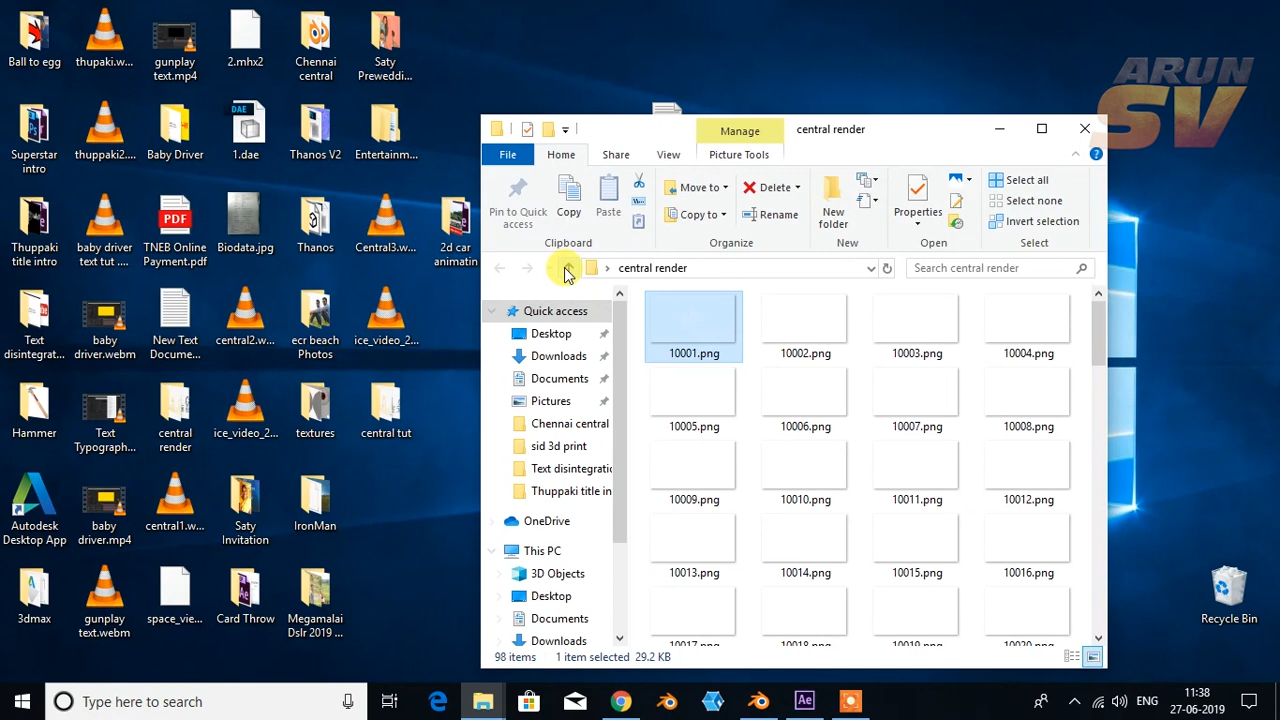 Ball to egg
thupaki.w...
gunplay
text.mp4
2.mhx2
Chennai
central
Saty
Preweddi...
Superstar
intro
thuppaki2....
Baby Driver
DAE
1.dae
Thanos V2
Entertainm...
Thuppaki
title intro
baby driver
text tut ....
PDF
TNEB Online
Payment.pdf
Biodata.jpg
Thanos
Central3.w...
2d car
animatin
Text
disintegrat...
baby
driver.webm
New Text
Docume...
central2.w...
ecr beach
Photos
ice_video_2...
Hammer
Text
Typograph...
central
render
ice_video_2...
textures
central tut
Autodesk
Desktop App
baby
driver.mp4
central1.w...
Saty
Invitation
IronMan
3dmax
gunplay
text.webm
space_vie...
Card Throw
Megamalai
Dslr 2019 ...
ARUN
SV
Manage
central render
File
Home
Share
View
Picture Tools
Pin to Quick
access
Copy
Paste
Clipboard
Move to
Copy to
Delete
Rename
Organize
New
folder
New
Properties
Open
Select all
Select none
Invert selection
Select
central render
Search central render
Quick access
Desktop
Downloads
Documents
Pictures
Chennai central
sid 3d print
Text disintegratio
Thuppaki title in
OneDrive
This PC
3D Objects
Desktop
Documents
Downloads
10001.png
10002.png
10003.png
10004.png
10005.png
10006.png
10007.png
10008.png
10009.png
10010.png
10011.png
10012.png
10013.png
10014.png
10015.png
10016.png
10017.png
10018.png
10019.png
10020.png
98 items
1 item selected
29.2 KB
Recycle Bin
Type here to search
Ae
ENG
11:38
27-06-2019